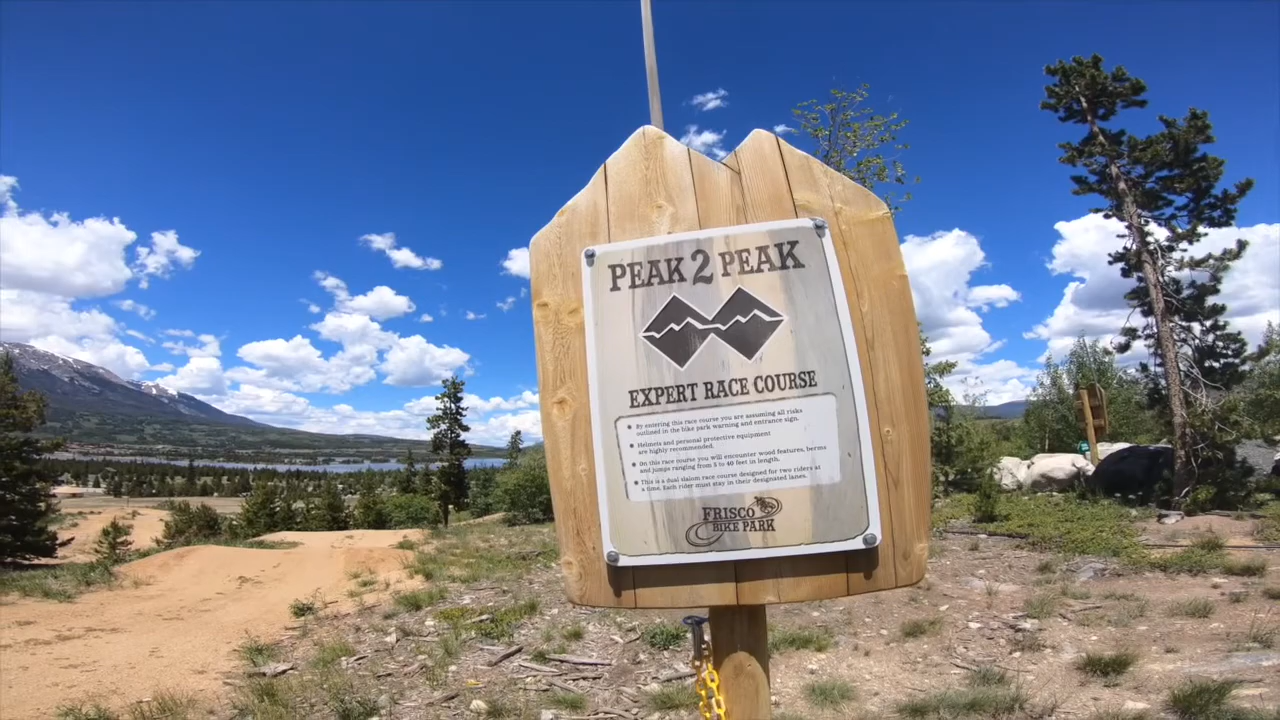 PEAK 2 PEAK
EXPERT RACE COURSE
By entering this race course you are assuming all risks
outlined in the bike park warning and entrance sign.
Helmets and personal protective equipment
are highly recommended.
On this race course you will encounter wood features, berms
and jumps ranging from 5 to 40 feet in length.
This is a dual slalom race course designed for two riders at
a time. Each rider must stay in their designated lanes.
FRISCO
BIKE PARK